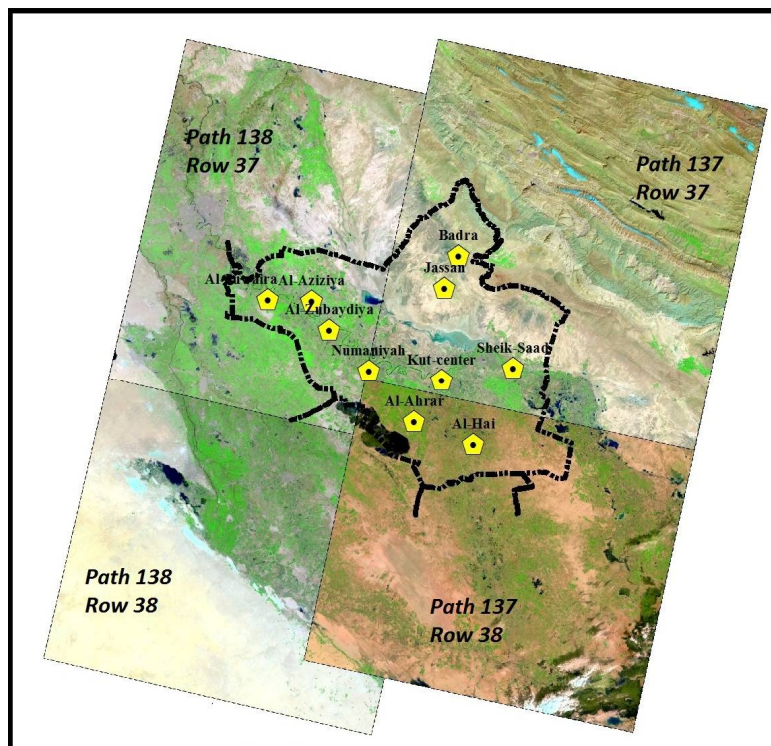 Path 138
Row 37
Path 137
Row 37
Badra
Jassan
Al-Aziziya
Al-Zubaydiya
Numaniyah
Kut-center
Sheik-Saad
Al-Ahrar
Al-Hai
Path 138
Row 38
Path 137
Row 38